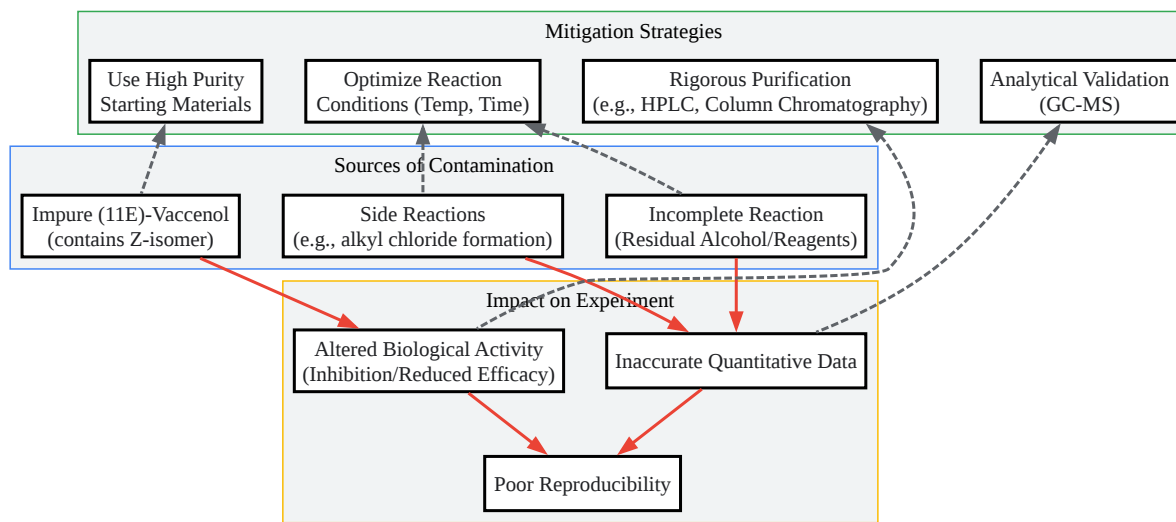 Mitigation Strategies
Use High Purity
Starting Materials
Optimize Reaction
Conditions (Temp, Time)
Rigorous Purification
(e.g., HPLC, Column Chromatography)
Analytical Validation
(GC-MS)
Sources of Contamination
Impure (11E)-Vaccenol
(contains Z-isomer)
Side Reactions
(e.g., alkyl chloride formation)
Incomplete Reaction
(Residual Alcohol/Reagents)
Impact on Experiment
Altered Biological Activity
(Inhibition/Reduced Efficacy)
Inaccurate Quantitative Data
Poor Reproducibility